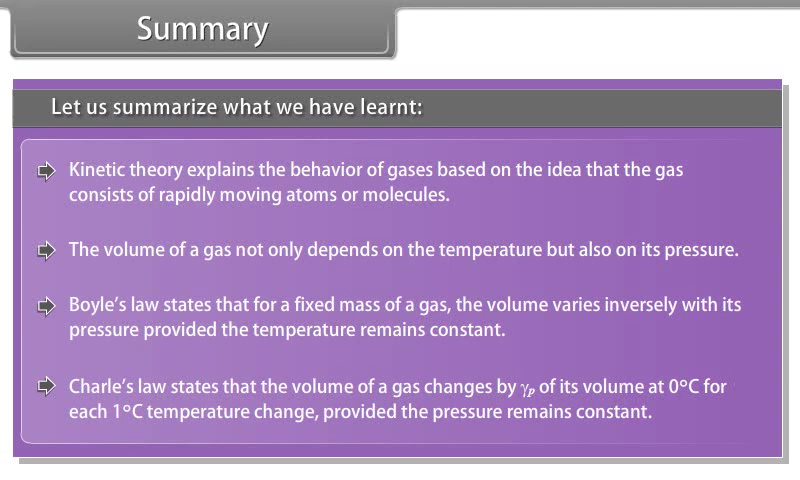 Summary
Let us summarize what we have learnt:
Kinetic theory explains the behavior of gases based on the idea that the gas
consists of rapidly moving atoms or molecules.
The volume of a gas not only depends on the temperature but also on its pressure.
Boyle's law states that for a fixed mass of a gas, the volume varies inversely with its
pressure provided the temperature remains constant.
Charle's law states that the volume of a gas changes by γₚ of its volume at 0ºC for
each 1ºC temperature change, provided the pressure remains constant.